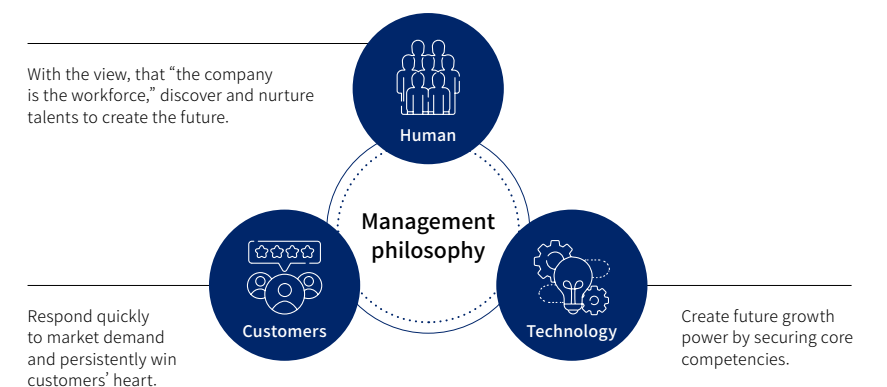 With the view, that “the company
is the workforce,” discover and nurture
talents to create the future.
Human
Management
philosophy
Customers
Respond quickly
to market demand
and persistently win
customers’ heart.
Technology
Create future growth
power by securing core
competencies.